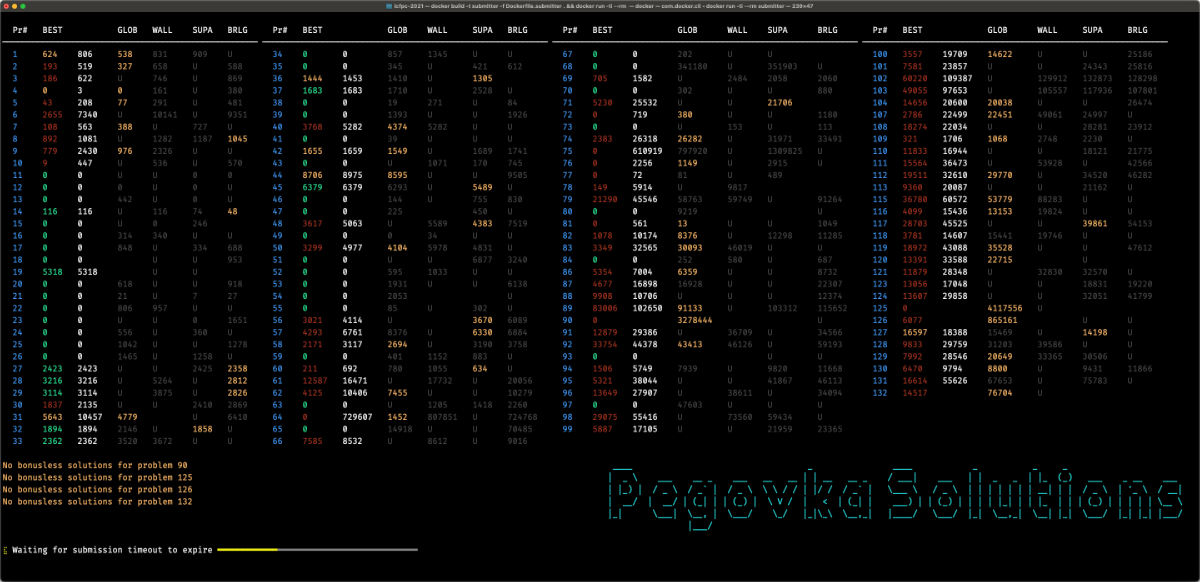 icfpc-2021 — docker build -t submitter -f Dockerfile.submitter . && docker run -ti --rm — docker — com.docker.cli - docker run -ti --rm submitter — 239×47
Pr# BEST GLOB WALL SUPA BRLG Pr# BEST GLOB WALL SUPA BRLG Pr# BEST GLOB WALL SUPA BRLG Pr# BEST GLOB WALL SUPA BRLG
1 624 806 538 831 909 U 34 0 0 857 1345 U U 67 0 0 202 U U U 100 3557 19709 14622 U U 25186
2 193 519 327 658 U 588 35 0 0 345 U 421 612 68 0 0 341180 U 351903 U 101 7581 23857 U U 24343 25816
3 186 622 U 746 U 869 36 1444 1453 1410 U 1305 69 705 1582 U 2484 2058 2060 102 60220 109387 U 129912 132873 128298
4 0 3 0 161 U 380 37 1683 1683 1710 U 2528 U 70 0 0 302 U U 880 103 49055 97653 U 105557 117936 107801
5 43 208 77 291 U 481 38 0 0 19 271 U 84 71 5230 25532 U U 21706 104 14656 20600 20038 U U 26474
6 2655 7340 U 10141 U 9351 39 0 0 1393 U U 1926 72 0 719 380 U U 1180 107 2786 22499 22451 49061 24997 U
7 108 563 388 U 727 U 40 3768 5282 4374 5282 U U 73 0 0 U 153 U 113 108 18274 22034 U U 28281 23912
8 892 1081 U 1282 1187 1045 41 0 0 39 U U U 74 2383 26318 26282 U 31971 33491 109 321 1706 1068 2748 2230 U
9 779 2430 976 2326 U U 42 1655 1659 1549 U 1689 1741 75 0 610919 797920 U 1309825 U 110 11833 16944 U U 18121 21775
10 9 447 U 536 U 570 43 0 0 U 1071 170 745 76 0 2256 1149 U 2915 U 111 15564 36473 U 53928 U 42566
11 0 0 0 0 U U 44 8706 8975 8595 U U 9505 77 0 72 81 U 489 112 19511 32610 29770 U 34520 46282
12 0 0 0 0 U 0 45 6379 6379 6293 U 5489 78 149 5914 U 9817 113 9360 20087 U U 21162 U
13 0 0 442 U 0 U 46 0 0 144 U 755 830 79 21290 45546 58763 59749 U 91264 115 36780 60572 53779 88283 U U
14 116 116 U 116 74 48 47 0 0 225 450 U 80 0 0 9219 116 4099 15436 13153 19824 U U
15 0 0 U 0 246 48 3617 5063 U 5589 4383 7519 81 0 561 13 U U 1049 117 28703 45525 U U 39861 54153
16 0 0 314 340 U U 49 0 0 U 34 U 82 1078 10174 8376 U 12298 11285 118 3781 14607 15441 19746 U U
17 0 0 848 U 334 688 50 3299 4977 4104 5978 4831 U 83 3349 32565 30093 46019 U U 119 18972 43088 35528 U U 47612
18 0 0 U U U 953 51 0 0 U U 6877 3240 84 0 0 252 580 U 687 120 13391 33588 22715 U U
19 5318 5318 52 0 0 595 1033 U U 86 5354 7004 6359 U U 8732 121 11879 28348 U 32830 32570 U
20 0 0 618 U U 918 53 0 0 1931 U U 6138 87 4677 16898 16928 U U 22307 123 13056 17048 U U 18831 19220
21 0 0 21 U 7 27 54 0 0 2053 88 9908 10706 U U U 12374 124 13607 29858 U U 32051 41799
22 0 0 806 957 U U 55 0 0 85 U 302 U 89 83006 102650 91133 U 103312 115652 125 0 4117556
23 0 0 U U 0 1651 56 3021 4114 U U 3670 6089 90 0 3278444 U U U 126 6077 865161
24 0 0 556 U 360 U 57 4293 6761 8376 U 6330 6884 91 12879 29386 U 36709 U 34566 127 16597 18388 15469 U 14198 U
25 0 0 1042 U U 1278 58 2171 3117 2694 U 3190 3758 92 33754 44378 43413 46126 U 59193 128 9833 29759 31203 39586 U U
26 0 0 1465 U 1258 U 59 0 0 401 1152 883 U 93 0 0 U U U U 129 7992 28546 20649 33365 30506 U
27 2423 2423 U U 2425 2358 60 211 692 780 1055 634 U 94 1506 5749 7939 U 9820 11668 130 6470 9794 8800 U 9431 11866
28 3216 3216 U 5264 U 2812 61 12587 16471 U 17732 U 20056 95 5321 38044 U U 41867 46113 131 16614 55626 67653 U 75783 U
29 3114 3114 U 3875 U 2826 62 4125 10406 7455 U U 10279 96 13649 27907 U 38611 U 34094 132 14517 76704 U
30 1837 2135 U U 2410 2869 63 0 0 U 1205 1418 2260 97 0 0 47603 U U U
31 5643 10457 4779 U U 6410 64 0 729607 1452 807851 U 724768 98 29075 55416 U 73560 59434 U
32 1894 1894 2146 U 1858 U 65 0 0 14918 U U 70485 99 5887 17105 U U 21959 23365
33 2362 2362 3520 3672 U U 66 7585 8532 U 8612 U 9016
No bonusless solutions for problem 90
No bonusless solutions for problem 125
No bonusless solutions for problem 126
No bonusless solutions for problem 132
Pegovka Solutions
Waiting for submission timeout to expire